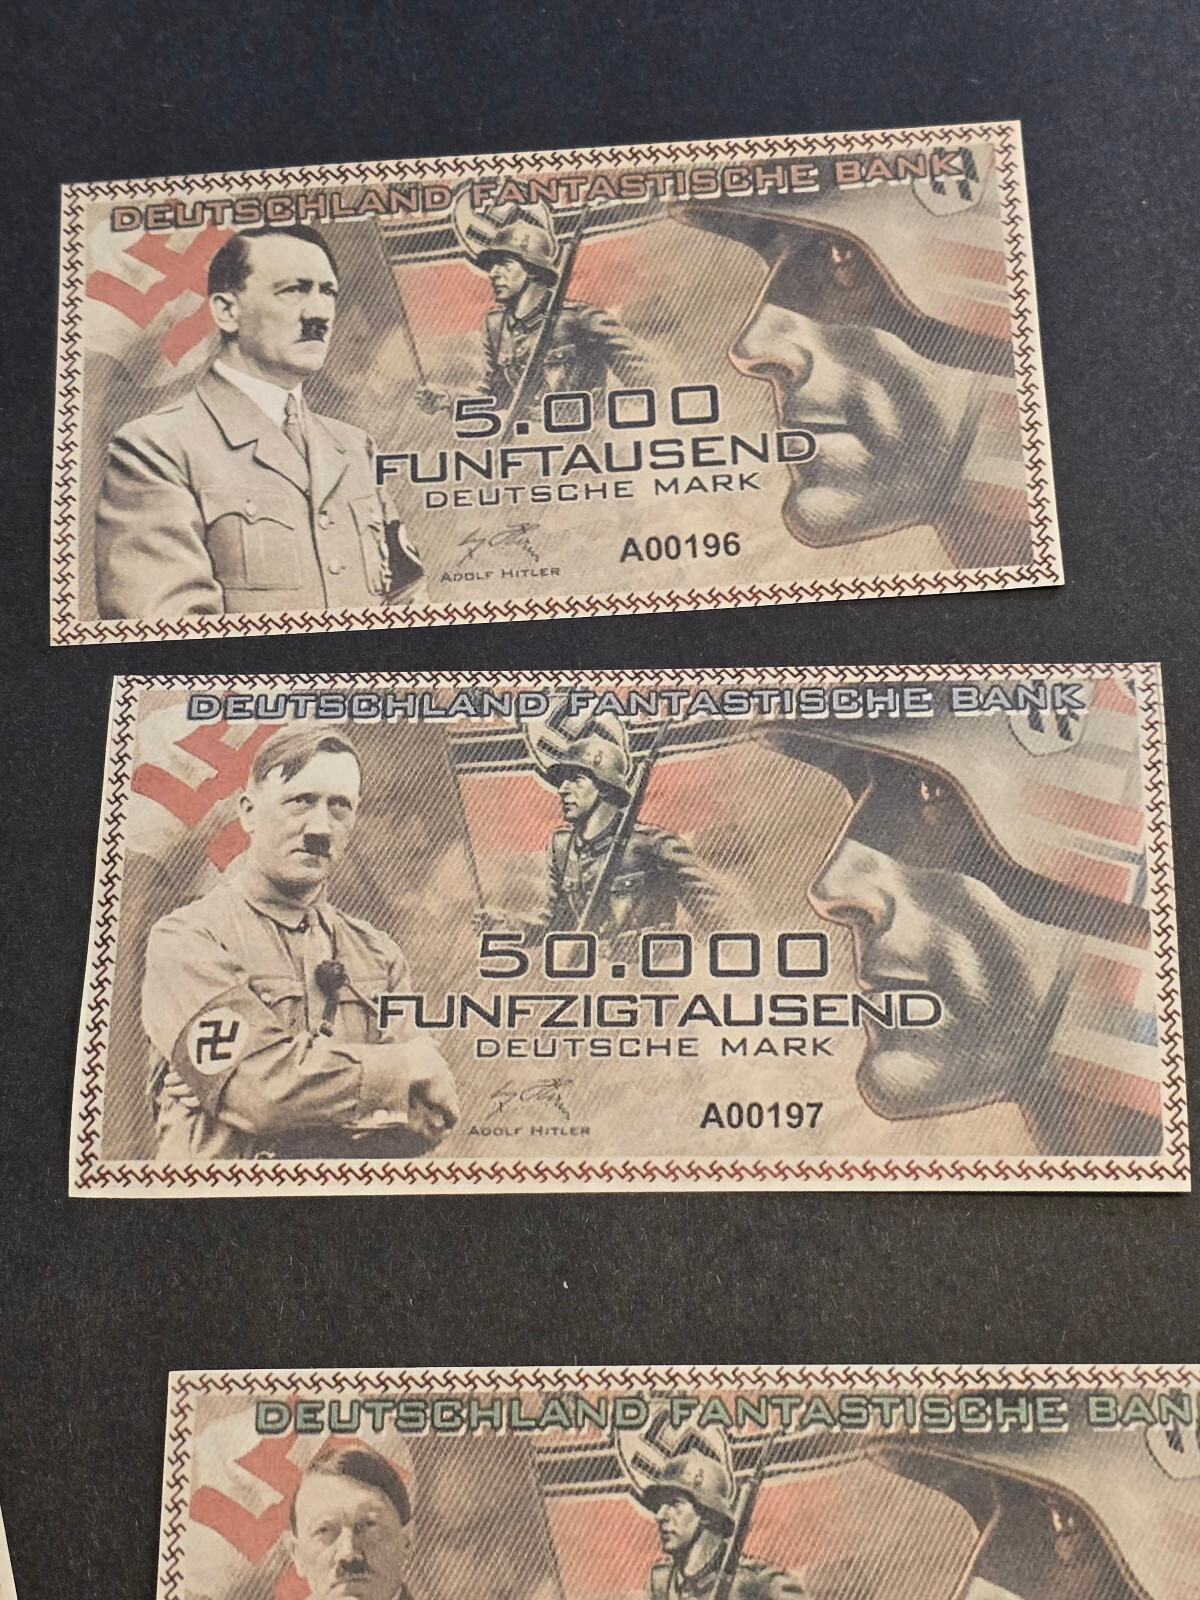 DEUTSCHLAND FANTASTISCHE BANK
5.000
FUNFTAUSEND
DEUTSCHE MARK
ADOLF HITLER
A00196
DEUTSCHLAND FANTASTISCHE BANK
50.000
FUNFZIGTAUSEND
DEUTSCHE MARK
ADOLF HITLER
A00197
DEUTSCHLAND FANTASTISCHE BAN